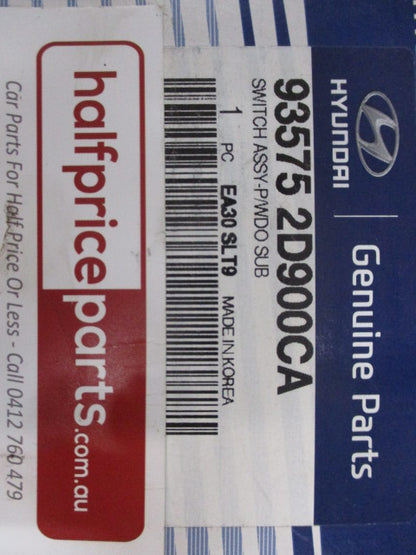 HYUNDAI
Genuine Parts
93575 2D900CA
SWITCH ASSY-P/WDO SUB
1 PC EA30 SLT9 MADE IN KOREA
halfpriceparts.com.au
Car Parts For Half Price Or Less - Call 0412 760 479